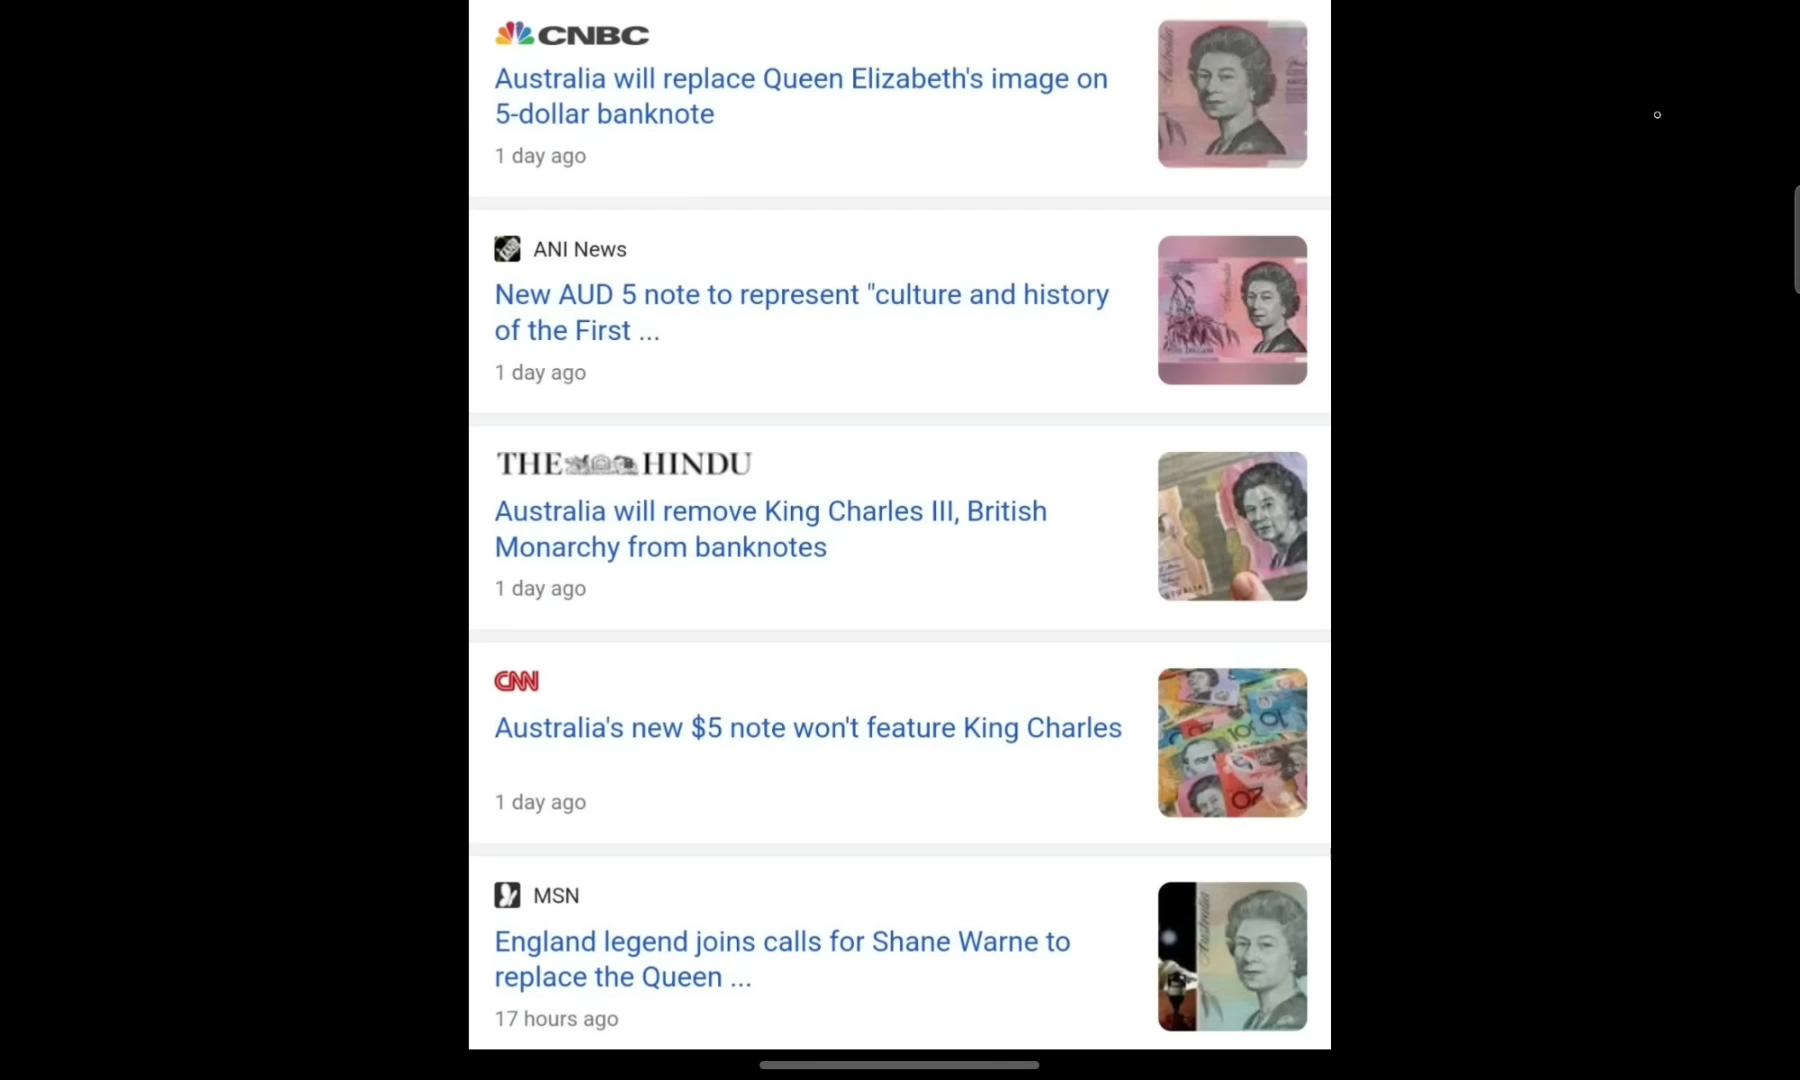 CNBC
Australia will replace Queen Elizabeth's image on
5-dollar banknote
1 day ago
ANI News
New AUD 5 note to represent "culture and history
of the First ...
1 day ago
THE HINDU
Australia will remove King Charles III, British
Monarchy from banknotes
1 day ago
CNN
Australia's new $5 note won't feature King Charles
1 day ago
MSN
England legend joins calls for Shane Warne to
replace the Queen ...
17 hours ago